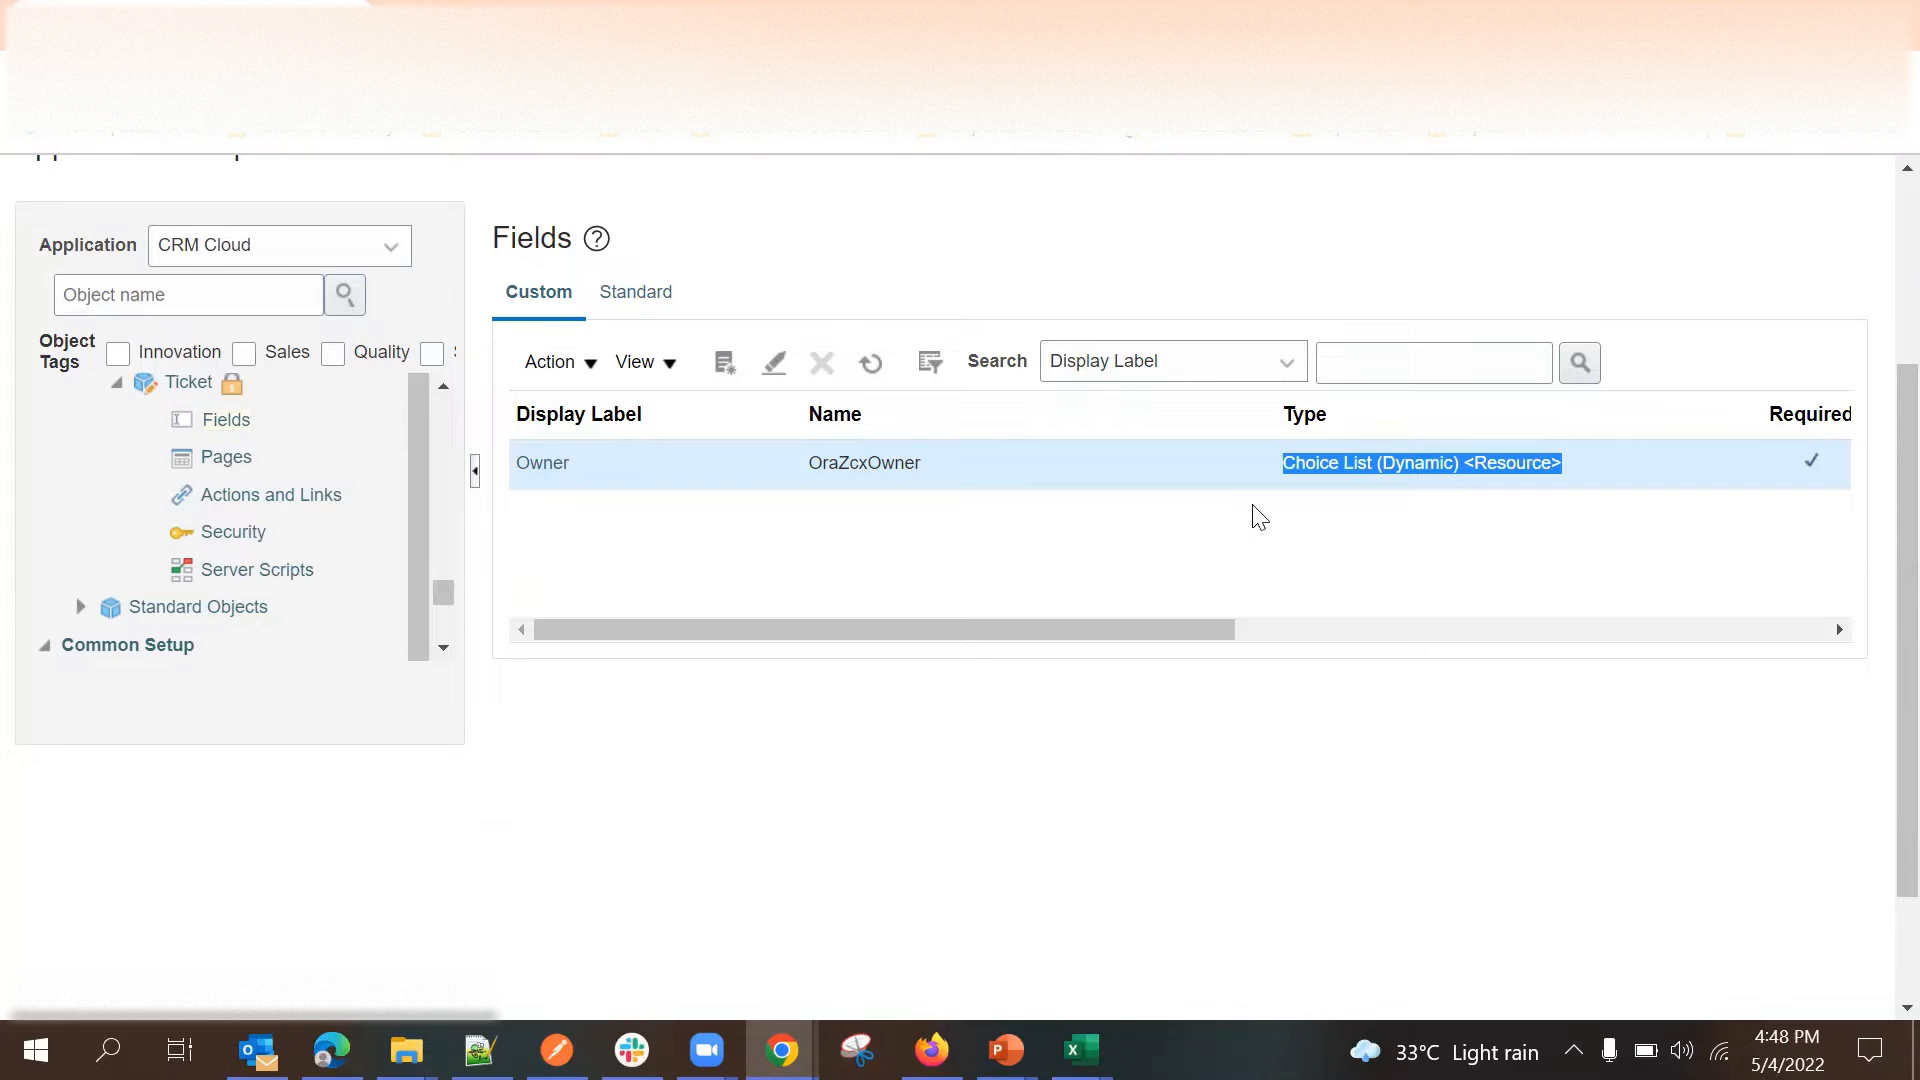 Application CRM Cloud
Object name
Object Tags Innovation Sales Quality
Ticket
Fields
Pages
Actions and Links
Security
Server Scripts
Standard Objects
Common Setup
Fields ?
Custom Standard
Action View Search Display Label
Display Label Name Type Required
Owner OraZcxOwner Choice List (Dynamic) <Resource>
33°C Light rain
4:48 PM
5/4/2022